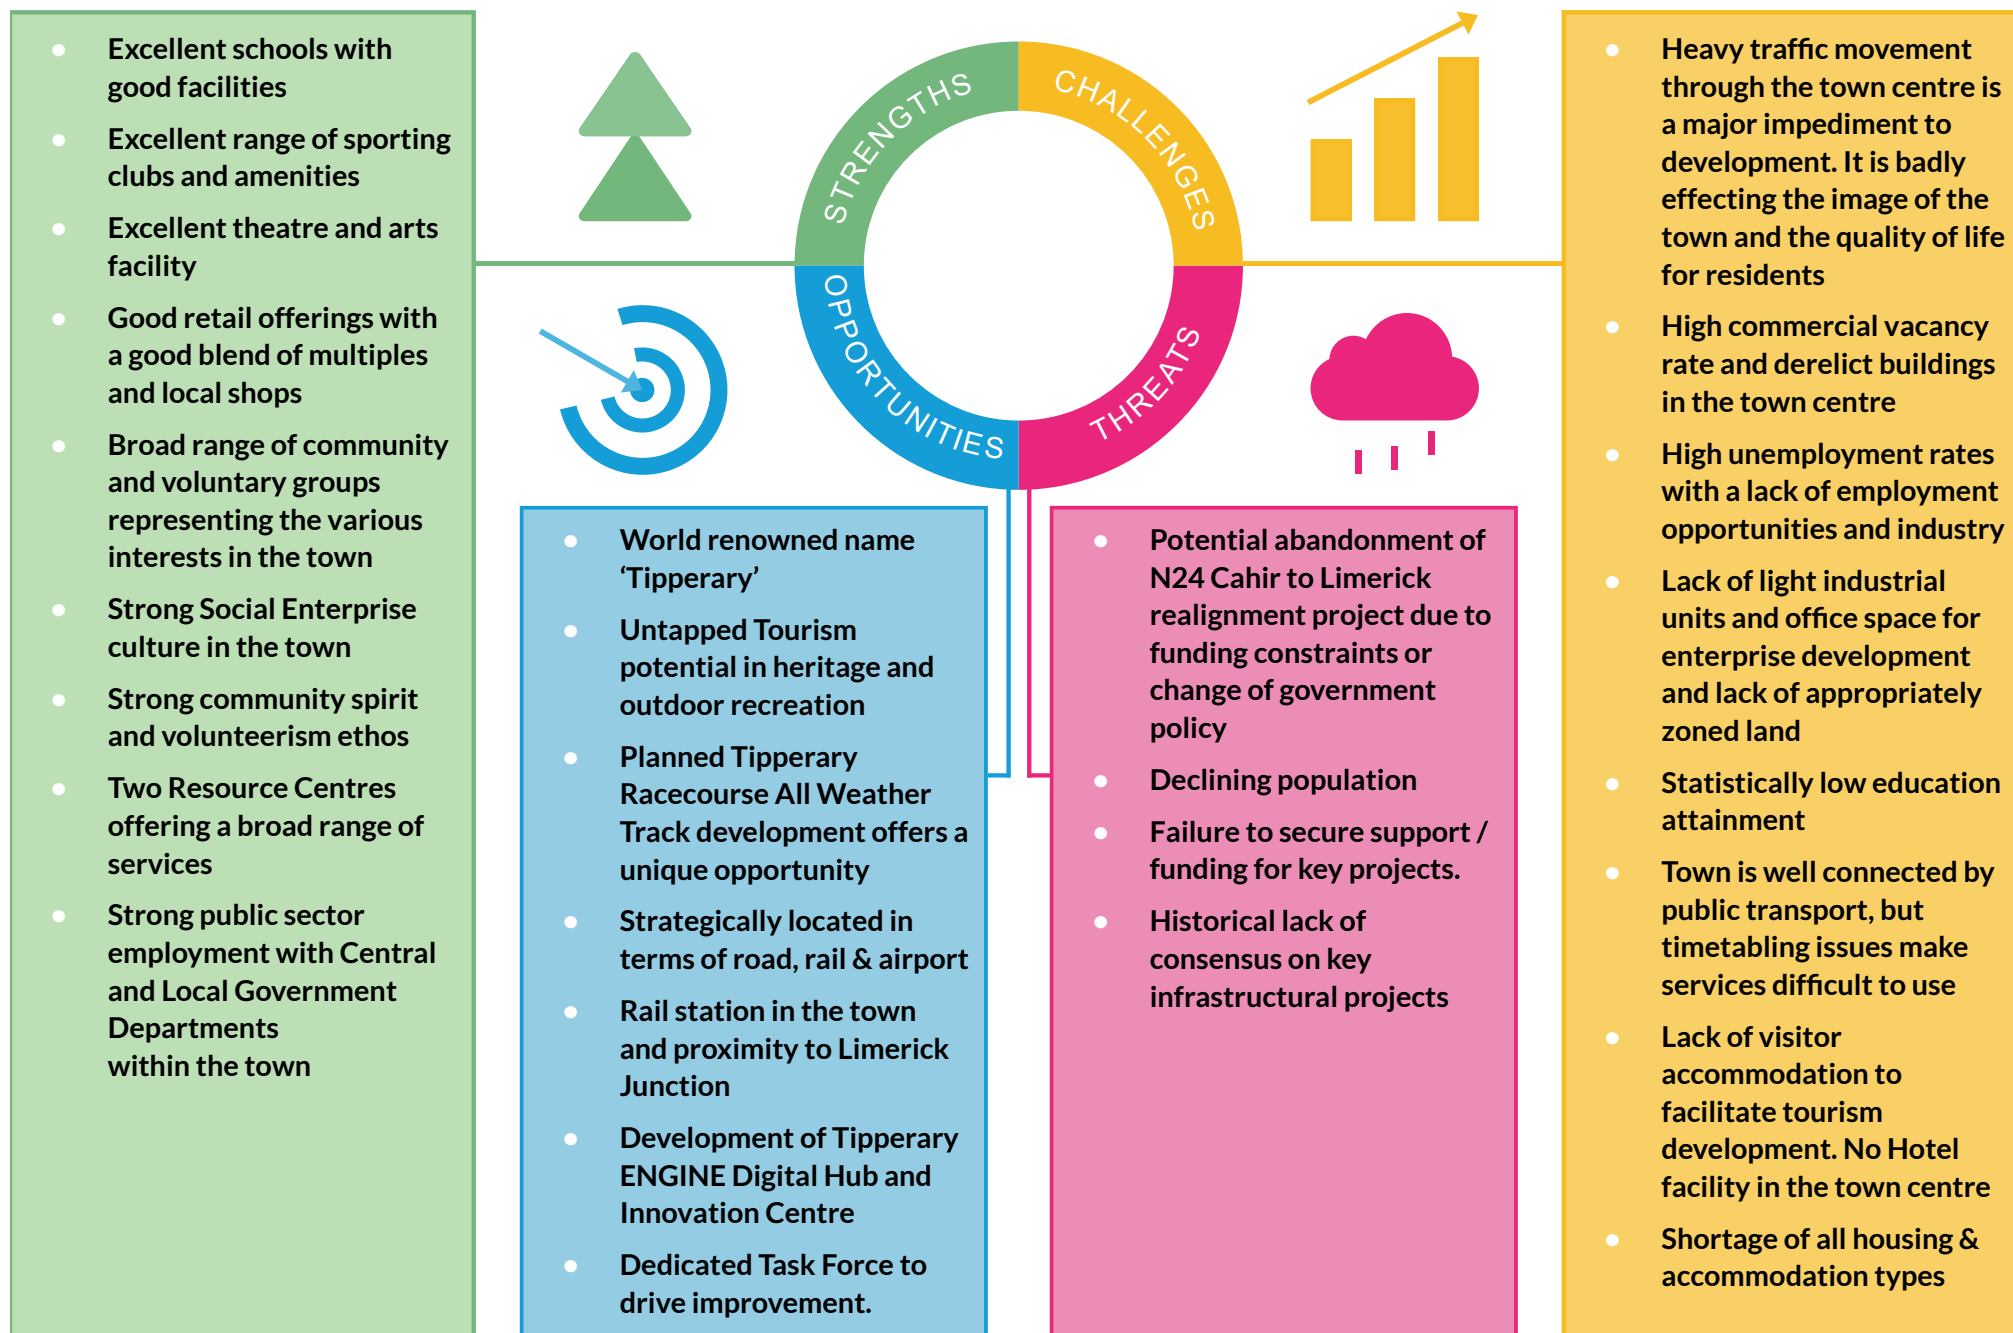 Excellent schools with
good facilities
Excellent range of sporting
clubs and amenities
Excellent theatre and arts
facility
Good retail offerings with
a good blend of multiples
and local shops
Broad range of community
and voluntary groups
representing the various
interests in the town
Strong Social Enterprise
culture in the town
Strong community spirit
and volunteerism ethos
Two Resource Centres
offering a broad range of
services
Strong public sector
employment with Central
and Local Government
Departments
within the town
STRENGTHS
CHALLENGES
OPPORTUNITIES
THREATS
World renowned name
‘Tipperary’
Untapped Tourism
potential in heritage and
outdoor recreation
Planned Tipperary
Racecourse All Weather
Track development offers a
unique opportunity
Strategically located in
terms of road, rail & airport
Rail station in the town
and proximity to Limerick
Junction
Development of Tipperary
ENGINE Digital Hub and
Innovation Centre
Dedicated Task Force to
drive improvement.
Potential abandonment of
N24 Cahir to Limerick
realignment project due to
funding constraints or
change of government
policy
Declining population
Failure to secure support /
funding for key projects.
Historical lack of
consensus on key
infrastructural projects
Heavy traffic movement
through the town centre is
a major impediment to
development. It is badly
effecting the image of the
town and the quality of life
for residents
High commercial vacancy
rate and derelict buildings
in the town centre
High unemployment rates
with a lack of employment
opportunities and industry
Lack of light industrial
units and office space for
enterprise development
and lack of appropriately
zoned land
Statistically low education
attainment
Town is well connected by
public transport, but
timetabling issues make
services difficult to use
Lack of visitor
accommodation to
facilitate tourism
development. No Hotel
facility in the town centre
Shortage of all housing &
accommodation types